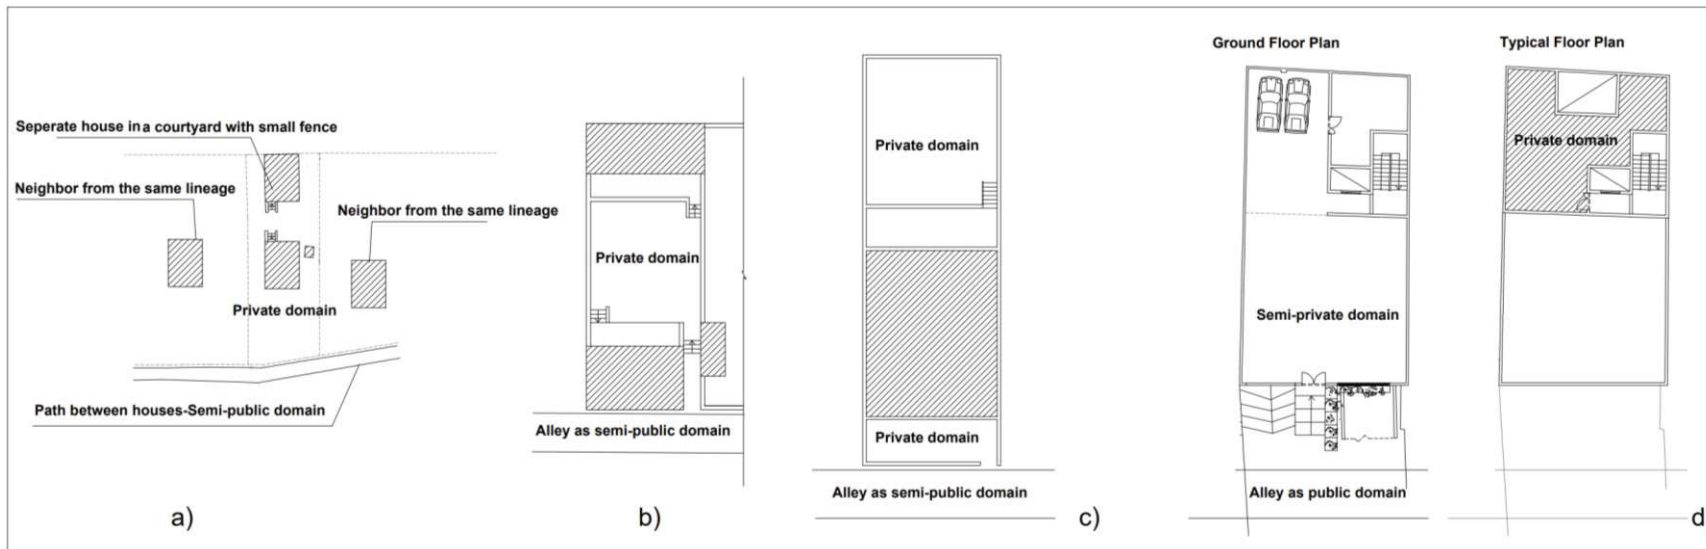 Seperate house in a courtyard with small fence
Neighbor from the same lineage
Neighbor from the same lineage
Private domain
Path between houses-Semi-public domain
a)
Private domain
Alley as semi-public domain
b)
Private domain
Private domain
Alley as semi-public domain
c)
Ground Floor Plan
Semi-private domain
Alley as public domain
Typical Floor Plan
Private domain
d